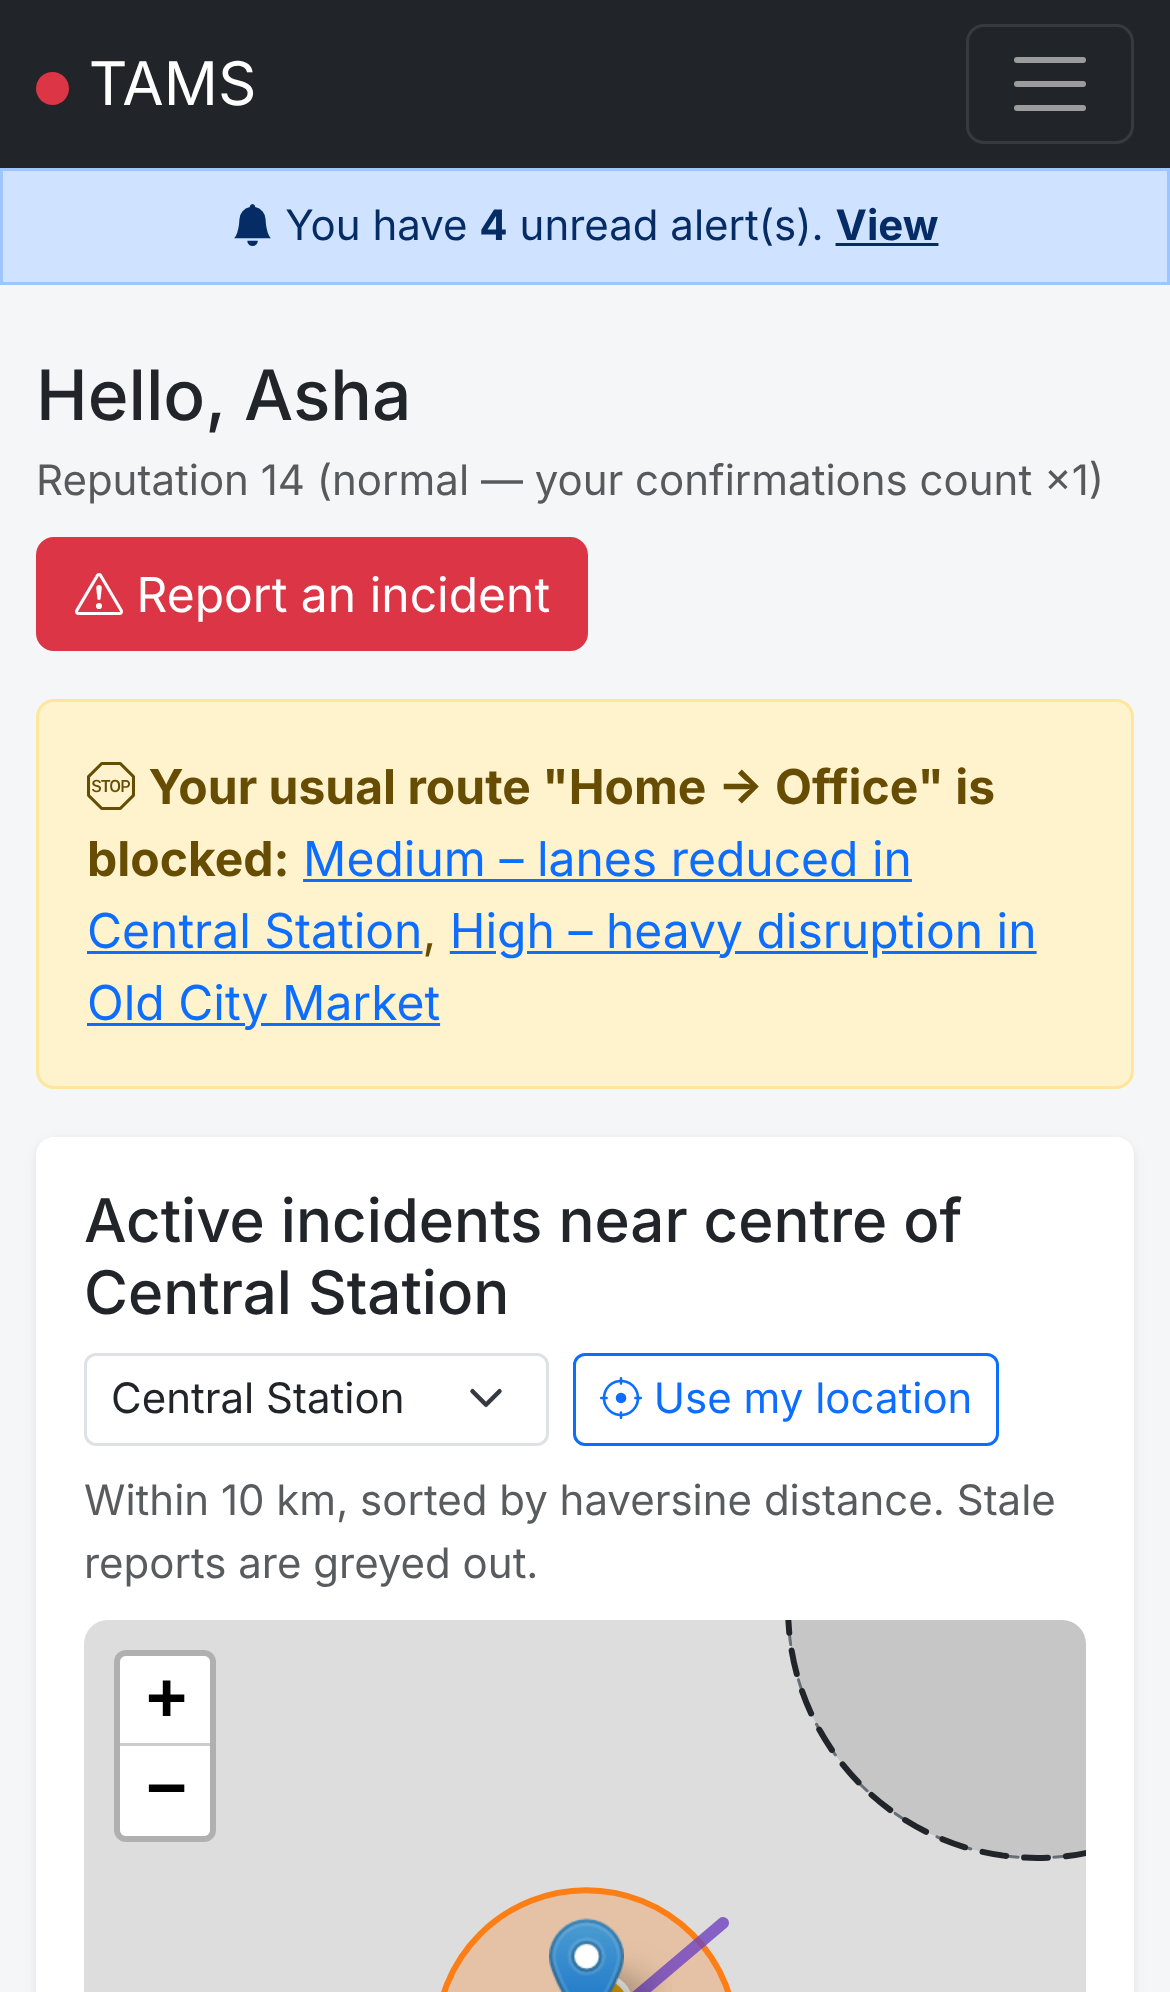 TAMS
You have 4 unread alert(s). View
Hello, Asha
Reputation 14 (normal — your confirmations count ×1)
Report an incident
STOP Your usual route "Home → Office" is
blocked: Medium – lanes reduced in
Central Station, High – heavy disruption in
Old City Market
Active incidents near centre of
Central Station
Central Station
Use my location
Within 10 km, sorted by haversine distance. Stale
reports are greyed out.
+
−